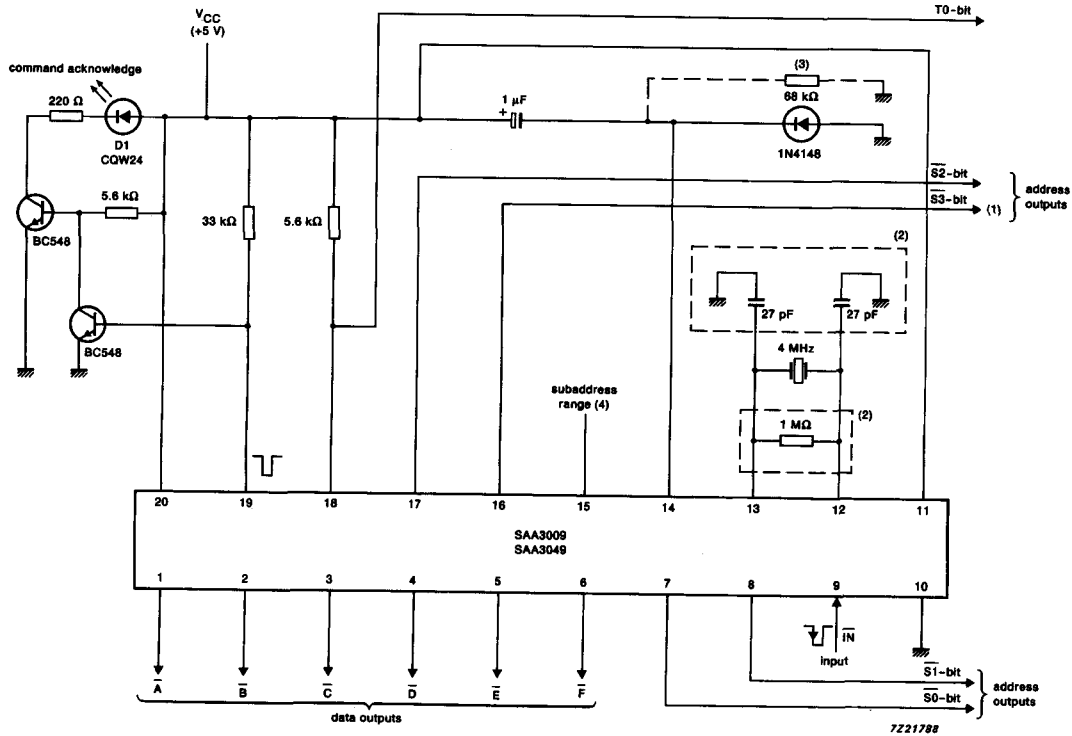 VCC
(+5 V)
T0-bit
command acknowledge
220 Ω
D1
CQW24
1 μF
+
(3)
68 kΩ
1N4148
S2-bit
S3-bit
(1)
address
outputs
5.6 kΩ
BC548
33 kΩ
5.6 kΩ
BC548
(2)
27 pF
27 pF
4 MHz
subaddress
range (4)
(2)
1 MΩ
20 19 18 17 16 15 14 13 12 11
SAA3009
SAA3049
1 2 3 4 5 6 7 8 9 10
IN
input
A B C D E F
data outputs
S1-bit
S0-bit
address
outputs
7Z21788